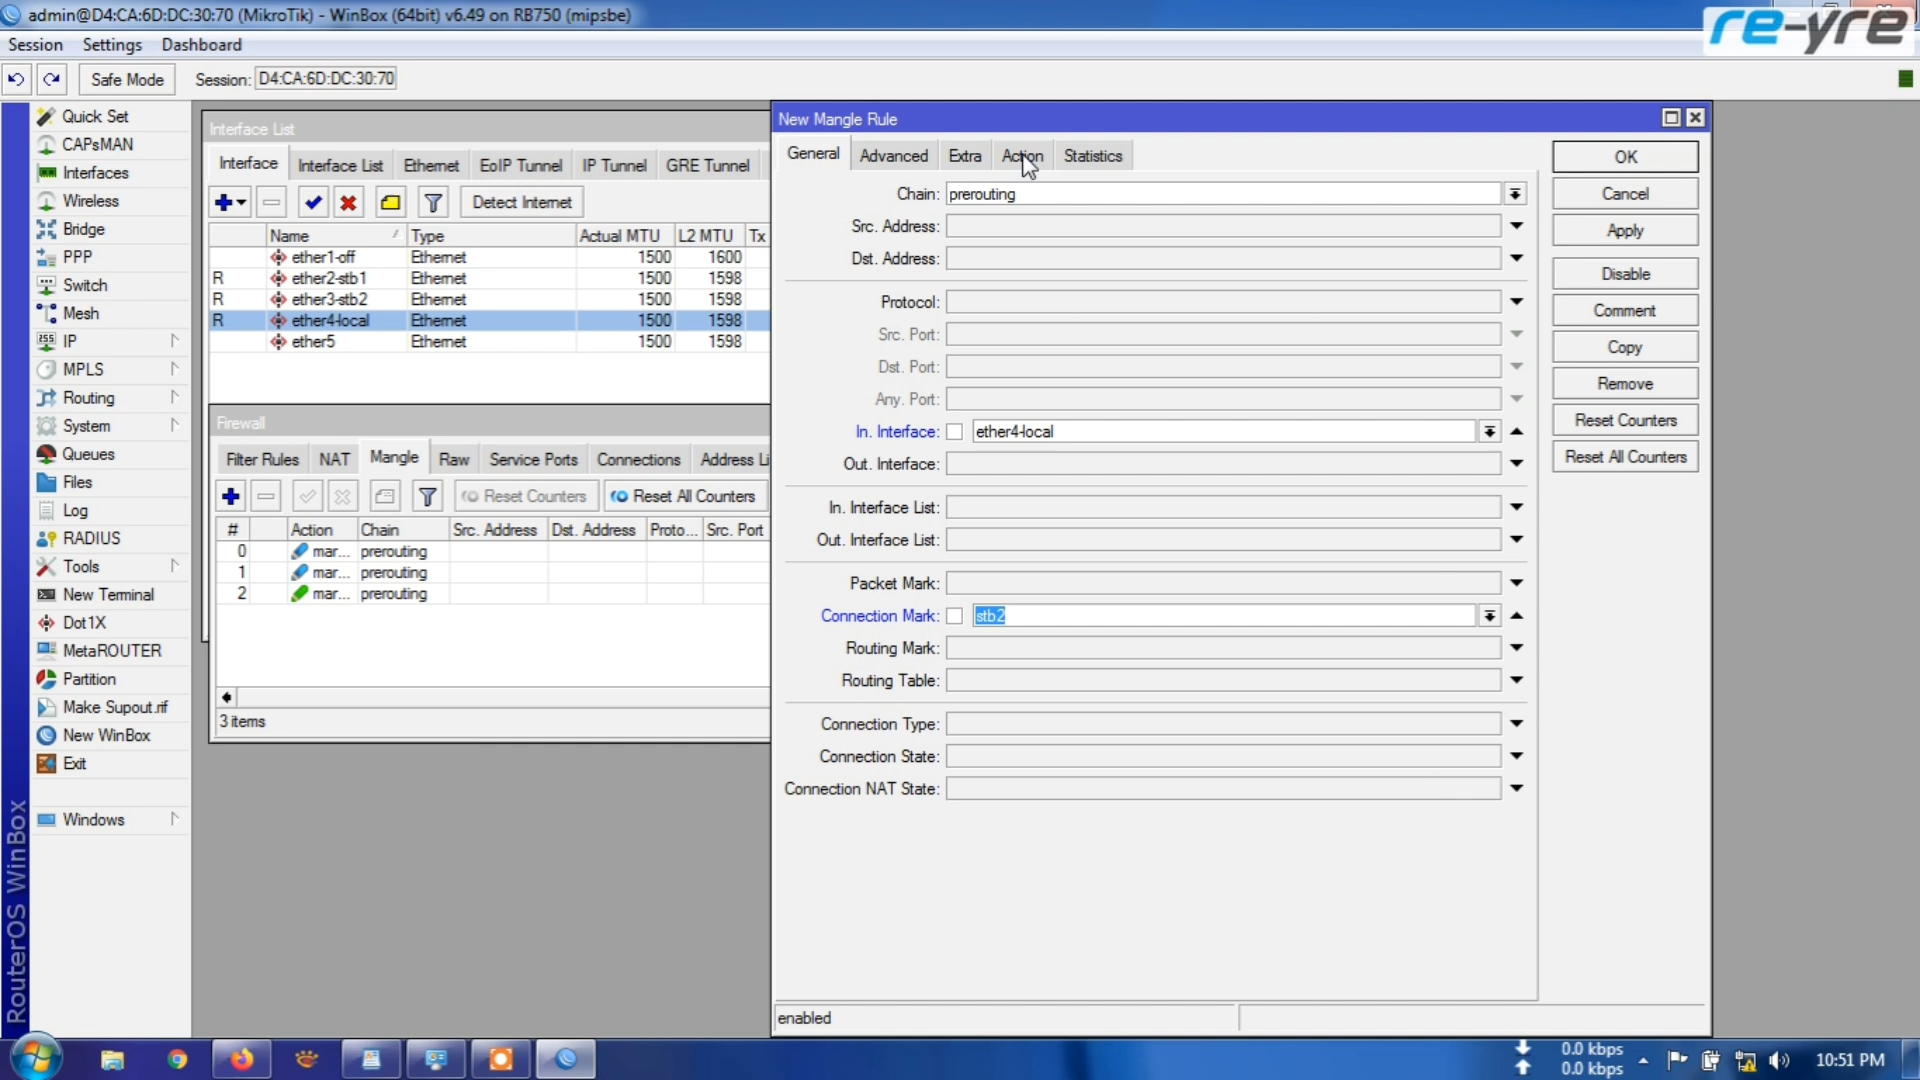 admin@D4:CA:6D:DC:30:70 (MikroTik) - WinBox (64bit) v6.49 on RB750 (mipsbe)
re-yre
Session Settings Dashboard
Safe Mode Session: D4:CA:6D:DC:30:70
Quick Set
CAPsMAN
Interfaces
Wireless
Bridge
PPP
Switch
Mesh
IP
MPLS
Routing
System
Queues
Files
Log
RADIUS
Tools
New Terminal
Dot1X
MetaROUTER
Partition
Make Supout.rif
New WinBox
Exit
Windows
RouterOS WinBox
Interface List
Interface Interface List Ethernet EoIP Tunnel IP Tunnel GRE Tunnel
Detect Internet
Name Type Actual MTU L2 MTU Tx
ether1-off Ethernet 1500 1600
R ether2-stb1 Ethernet 1500 1598
R ether3-stb2 Ethernet 1500 1598
R ether4-local Ethernet 1500 1598
ether5 Ethernet 1500 1598
Firewall
Filter Rules NAT Mangle Raw Service Ports Connections Address Li
Reset Counters Reset All Counters
# Action Chain Src. Address Dst. Address Proto... Src. Port
0 mar... prerouting
1 mar... prerouting
2 mar... prerouting
3 items
New Mangle Rule
General Advanced Extra Action Statistics
Chain: prerouting
Src. Address:
Dst. Address:
Protocol:
Src. Port:
Dst. Port:
Any. Port:
In. Interface: ether4-local
Out. Interface:
In. Interface List:
Out. Interface List:
Packet Mark:
Connection Mark: stb2
Routing Mark:
Routing Table:
Connection Type:
Connection State:
Connection NAT State:
enabled
OK
Cancel
Apply
Disable
Comment
Copy
Remove
Reset Counters
Reset All Counters
0.0 kbps
0.0 kbps
10:51 PM